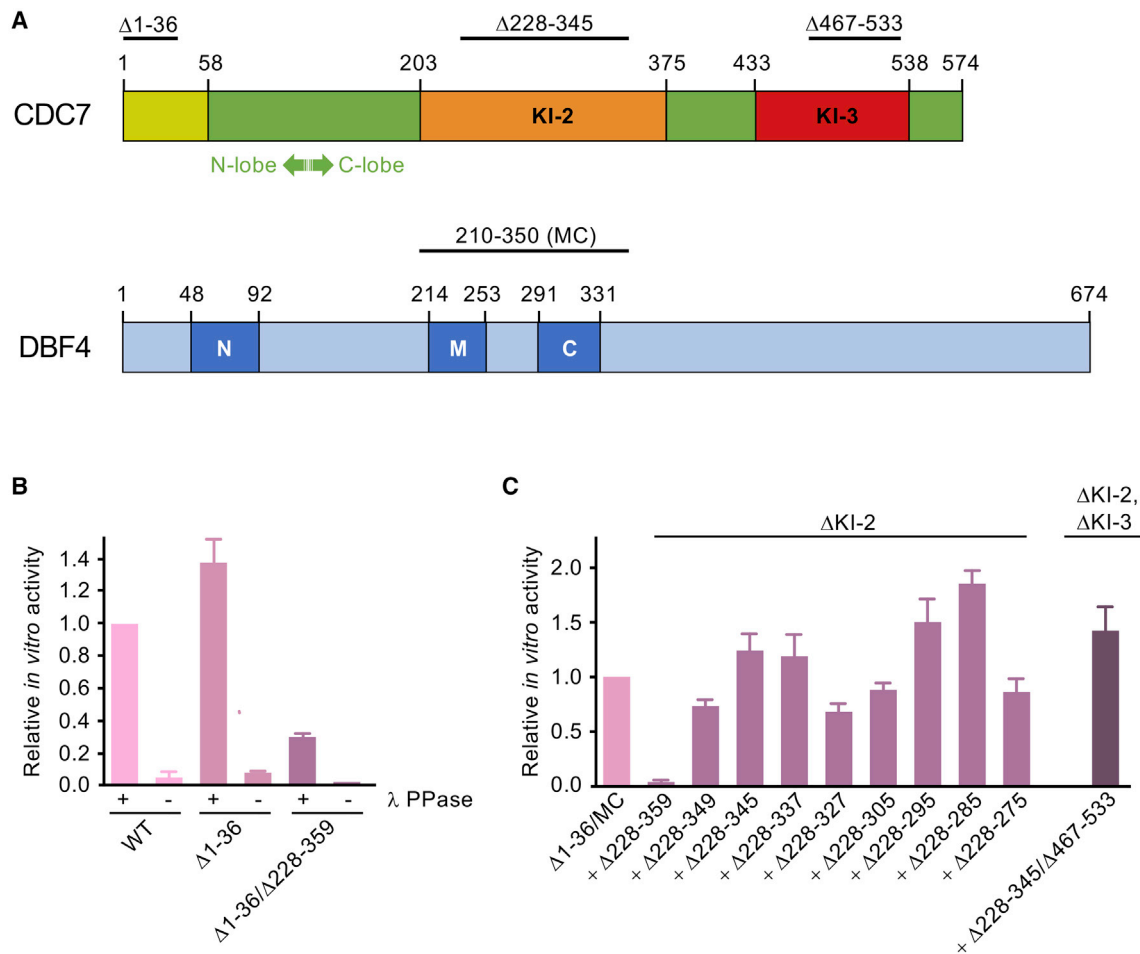 A
Δ1-36 Δ228-345 Δ467-533
1 58 203 375 433 538 574
CDC7 KI-2 KI-3
N-lobe C-lobe
210-350 (MC)
1 48 92 214 253 291 331 674
DBF4 N M C
B
Relative in vitro activity
1.4
1.2
1.0
0.8
0.6
0.4
0.2
0.0
+ - + - + - λ PPase
WT Δ1-36 Δ1-36/Δ228-359
C
ΔKI-2
ΔKI-2,
ΔKI-3
Relative in vitro activity
2.0
1.5
1.0
0.5
0.0
Δ1-36/MC
+ Δ228-359
+ Δ228-349
+ Δ228-345
+ Δ228-337
+ Δ228-327
+ Δ228-305
+ Δ228-295
+ Δ228-285
+ Δ228-275
+ Δ228-345/Δ467-533